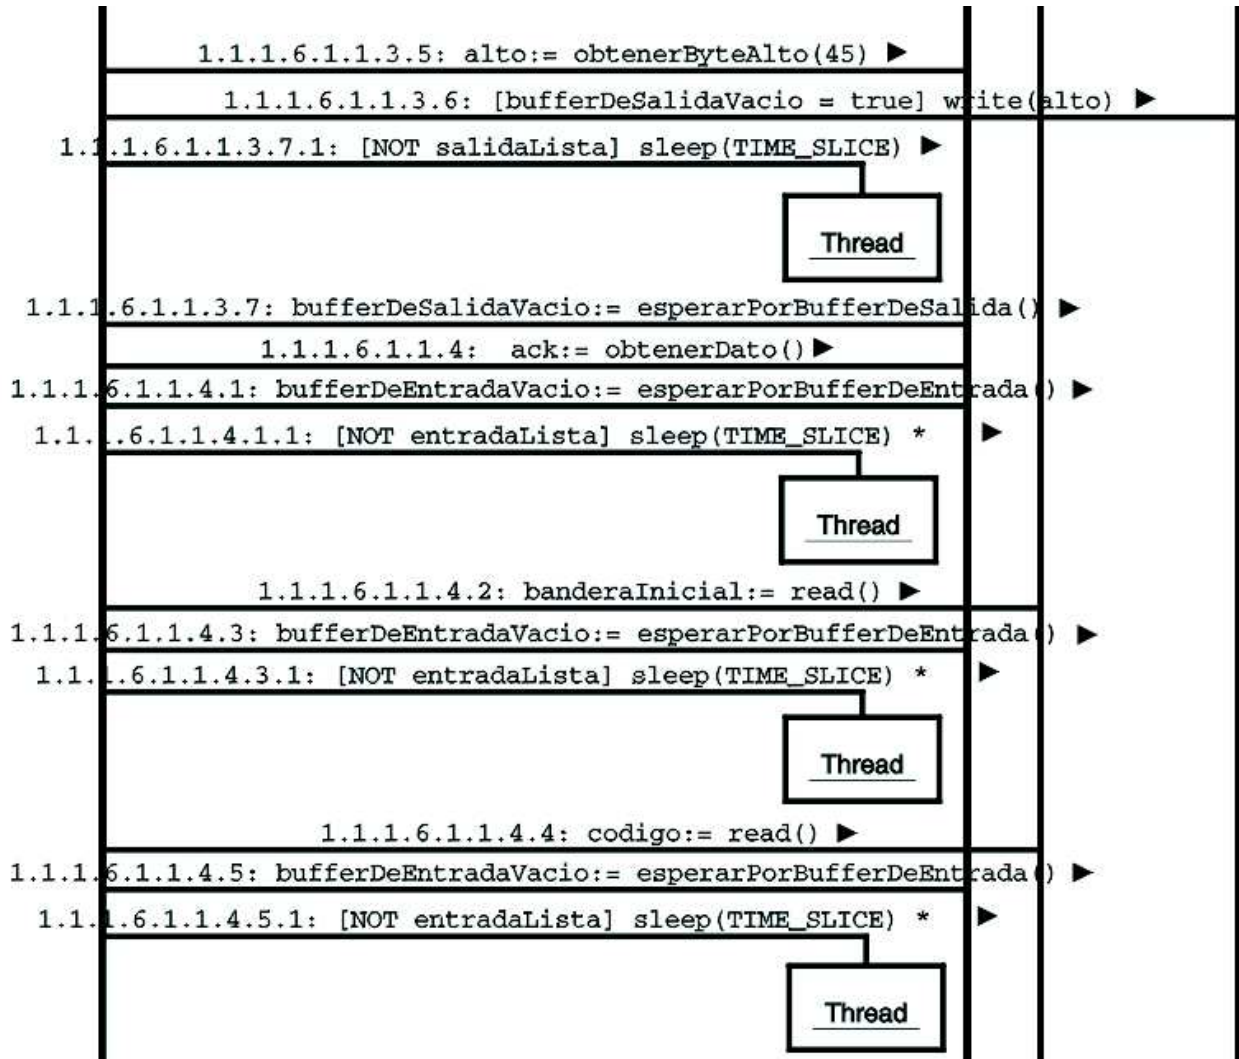 1.1.1.6.1.1.3.5: alto:= obtenerByteAlto(45) ▶
1.1.1.6.1.1.3.6: [bufferDeSalidaVacio = true] write(alto) ▶
1.1.1.6.1.1.3.7.1: [NOT salidaLista] sleep(TIME_SLICE) ▶
Thread
1.1.1.6.1.1.3.7: bufferDeSalidaVacio:= esperarPorBufferDeSalida() ▶
1.1.1.6.1.1.4: ack:= obtenerDato() ▶
1.1.1.6.1.1.4.1: bufferDeEntradaVacio:= esperarPorBufferDeEntrada() ▶
1.1.1.6.1.1.4.1.1: [NOT entradaLista] sleep(TIME_SLICE) * ▶
Thread
1.1.1.6.1.1.4.2: banderaInicial:= read() ▶
1.1.1.6.1.1.4.3: bufferDeEntradaVacio:= esperarPorBufferDeEntrada() ▶
1.1.1.6.1.1.4.3.1: [NOT entradaLista] sleep(TIME_SLICE) * ▶
Thread
1.1.1.6.1.1.4.4: codigo:= read() ▶
1.1.1.6.1.1.4.5: bufferDeEntradaVacio:= esperarPorBufferDeEntrada() ▶
1.1.1.6.1.1.4.5.1: [NOT entradaLista] sleep(TIME_SLICE) * ▶
Thread